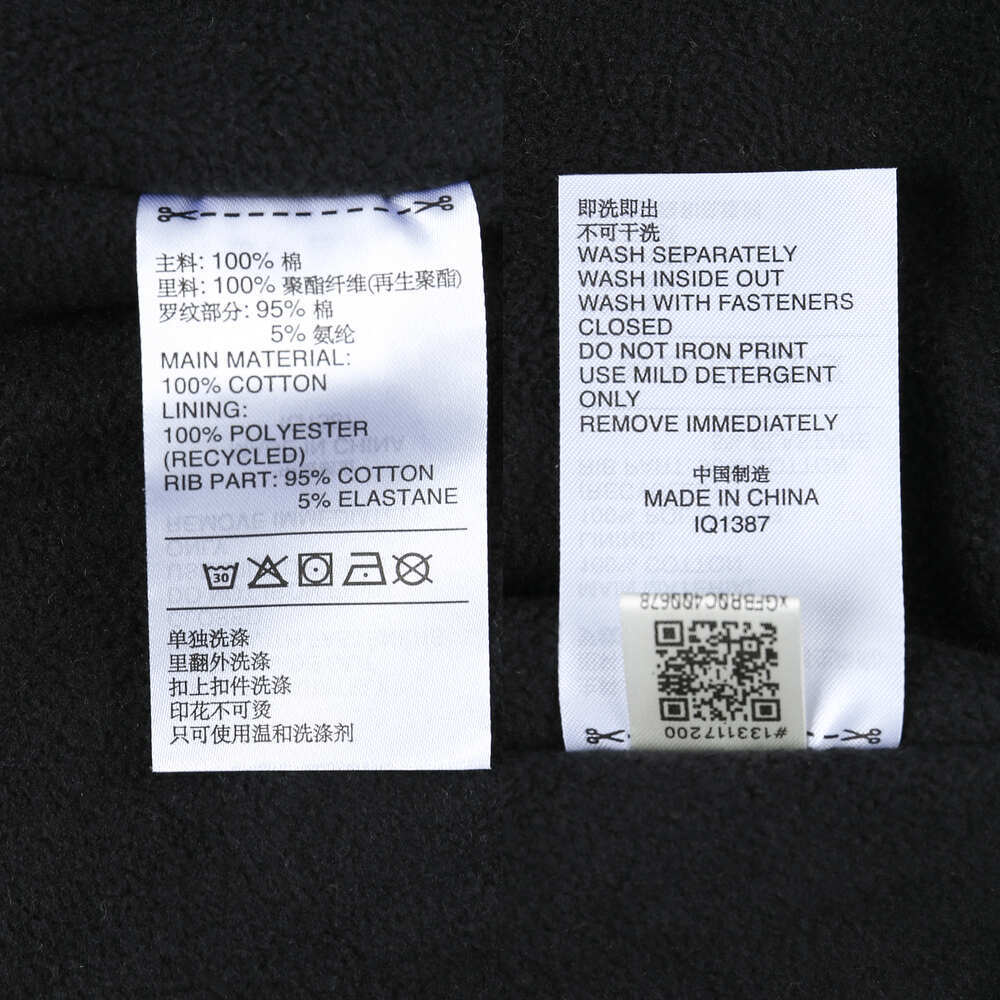 主料: 100% 棉
里料: 100% 聚酯纤维(再生聚酯)
罗纹部分: 95% 棉
5% 氨纶
MAIN MATERIAL:
100% COTTON
LINING:
100% POLYESTER
(RECYCLED)
RIB PART: 95% COTTON
5% ELASTANE
30
单独洗涤
里翻外洗涤
扣上扣件洗涤
印花不可烫
只可使用温和洗涤剂
即洗即出
不可干洗
WASH SEPARATELY
WASH INSIDE OUT
WASH WITH FASTENERS
CLOSED
DO NOT IRON PRINT
USE MILD DETERGENT
ONLY
REMOVE IMMEDIATELY
中国制造
MADE IN CHINA
IQ1387
xGFBR0C400678
#133117200